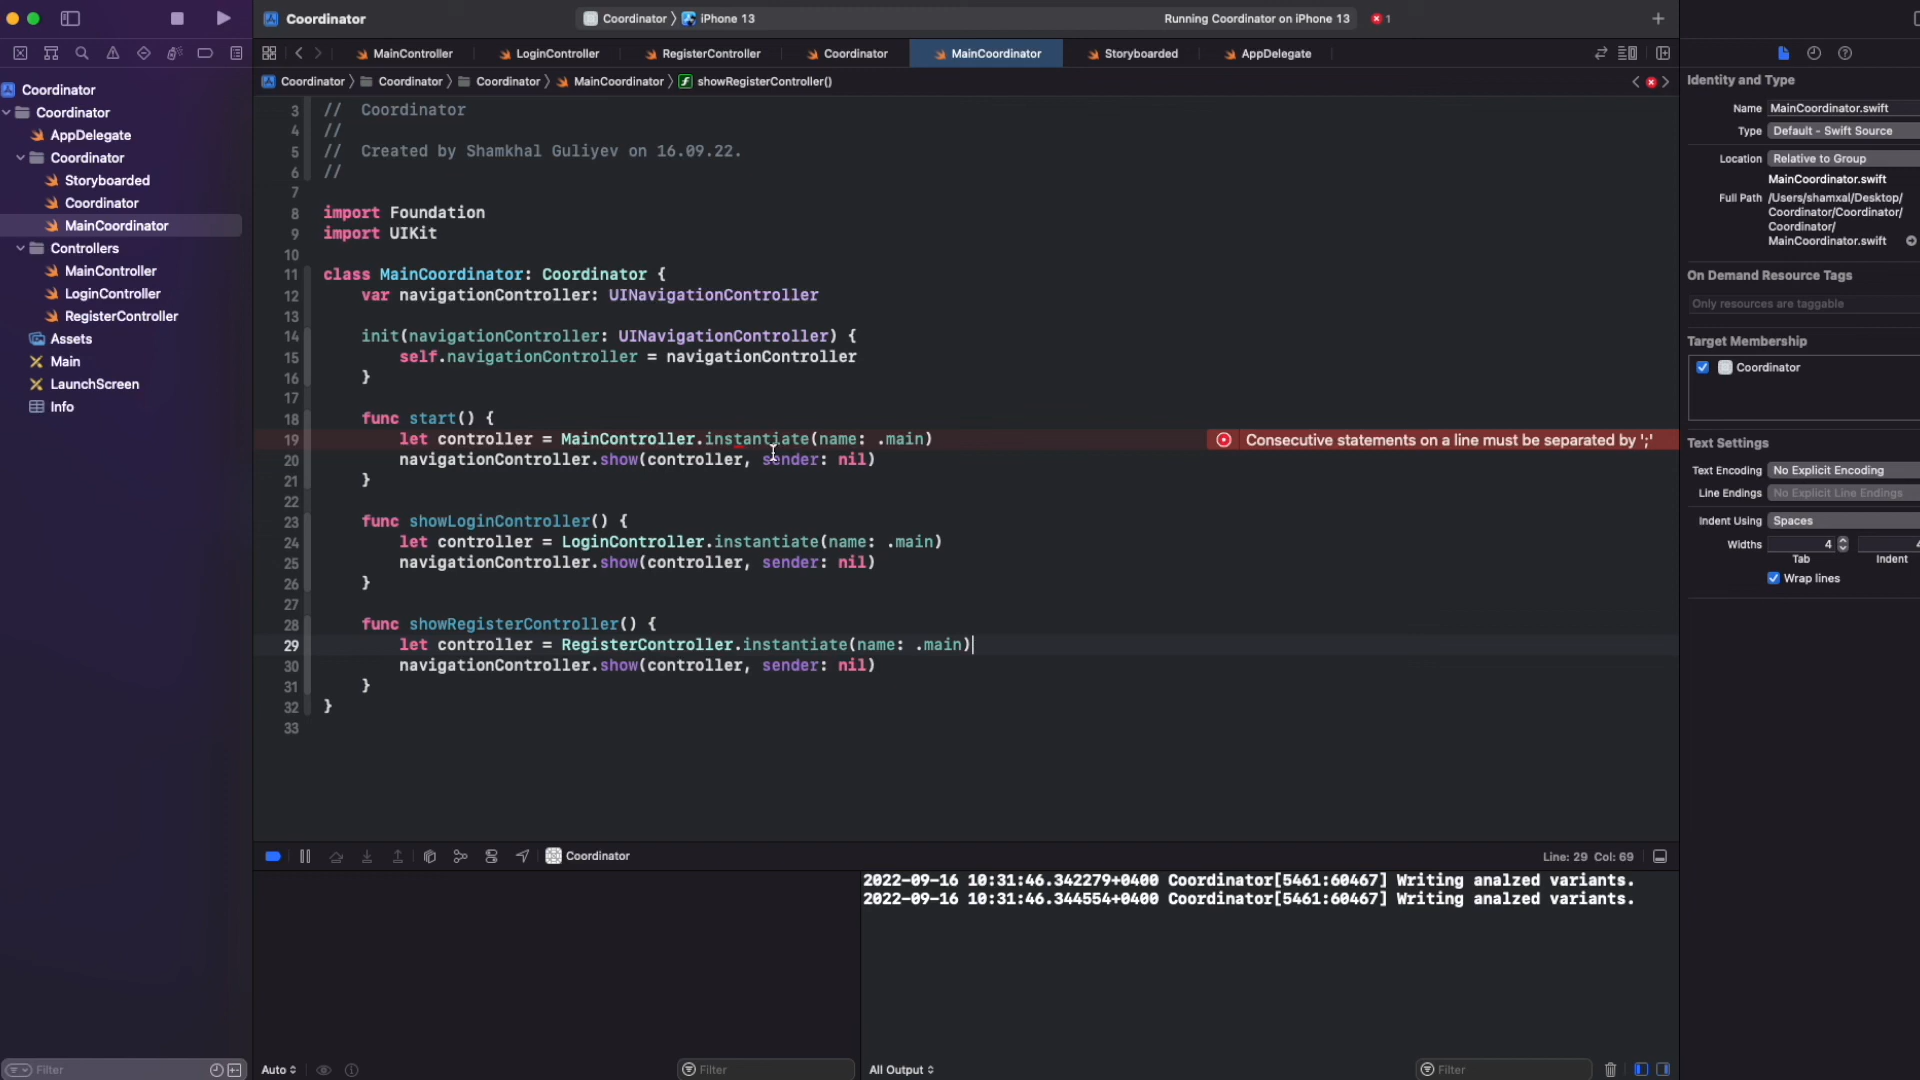 Coordinator
Coordinator 〉 iPhone 13
Running Coordinator on iPhone 13
1
MainController
LoginController
RegisterController
Coordinator
MainCoordinator
Storyboarded
AppDelegate
Coordinator 〉 Coordinator 〉 Coordinator 〉 MainCoordinator 〉 showRegisterController()
Coordinator
Coordinator
AppDelegate
Coordinator
Storyboarded
Coordinator
MainCoordinator
Controllers
MainController
LoginController
RegisterController
Assets
Main
LaunchScreen
Info
Filter
3 //  Coordinator
4 //
5 //  Created by Shamkhal Guliyev on 16.09.22.
6 //
7
8 import Foundation
9 import UIKit
10
11 class MainCoordinator: Coordinator {
12     var navigationController: UINavigationController
13
14     init(navigationController: UINavigationController) {
15         self.navigationController = navigationController
16     }
17
18     func start() {
19         let controller = MainController.instantiate(name: .main)
Consecutive statements on a line must be separated by ';'
20         navigationController.show(controller, sender: nil)
21     }
22
23     func showLoginController() {
24         let controller = LoginController.instantiate(name: .main)
25         navigationController.show(controller, sender: nil)
26     }
27
28     func showRegisterController() {
29         let controller = RegisterController.instantiate(name: .main)
30         navigationController.show(controller, sender: nil)
31     }
32 }
33
Coordinator
Line: 29 Col: 69
2022-09-16 10:31:46.342279+0400 Coordinator[5461:60467] Writing analzed variants.
2022-09-16 10:31:46.344554+0400 Coordinator[5461:60467] Writing analzed variants.
Auto
Filter
All Output
Filter
Identity and Type
Name MainCoordinator.swift
Type Default - Swift Source
Location Relative to Group
MainCoordinator.swift
Full Path /Users/shamxal/Desktop/
Coordinator/Coordinator/
Coordinator/
MainCoordinator.swift
On Demand Resource Tags
Only resources are taggable
Target Membership
Coordinator
Text Settings
Text Encoding No Explicit Encoding
Line Endings No Explicit Line Endings
Indent Using Spaces
Widths 4 4
Tab Indent
Wrap lines